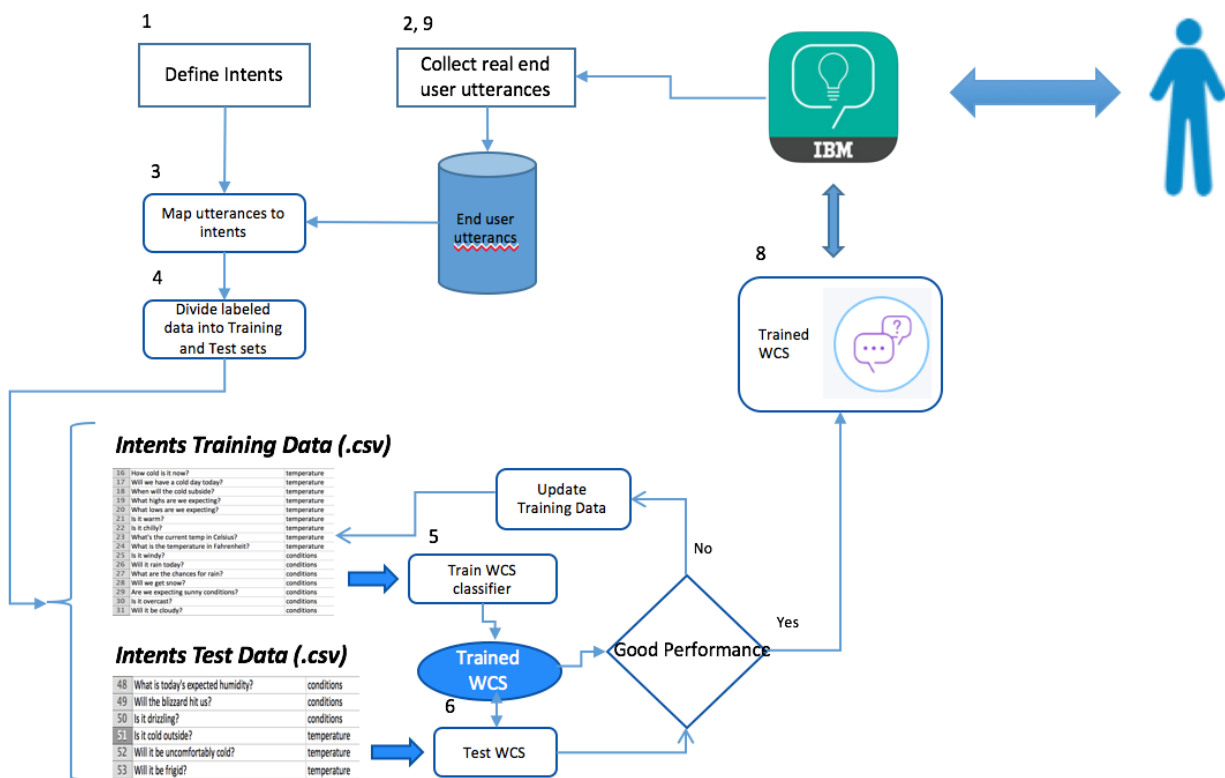 1
Define Intents
2, 9
Collect real end
user utterances
IBM
3
Map utterances to
intents
End user
utterancs
4
Divide labeled
data into Training
and Test sets
8
Trained
WCS
?
Intents Training Data (.csv)
16 How cold is it now? temperature
17 Will we have a cold day today? temperature
18 When will the cold subside? temperature
19 What highs are we expecting? temperature
20 What lows are we expecting? temperature
21 Is it warm? temperature
22 Is it chilly? temperature
23 What's the current temp in Celsius? temperature
24 What is the temperature in Fahrenheit? temperature
25 Is it windy? conditions
26 Will it rain today? conditions
27 What are the chances for rain? conditions
28 Will we get snow? conditions
29 Are we expecting sunny conditions? conditions
30 Is it overcast? conditions
31 Will it be cloudy? conditions
Update
Training Data
No
5
Train WCS
classifier
Yes
Good Performance
Trained
WCS
6
Test WCS
Intents Test Data (.csv)
48 What is today's expected humidity? conditions
49 Will the blizzard hit us? conditions
50 Is it drizzling? conditions
51 Is it cold outside? temperature
52 Will it be uncomfortably cold? temperature
53 Will it be frigid? temperature